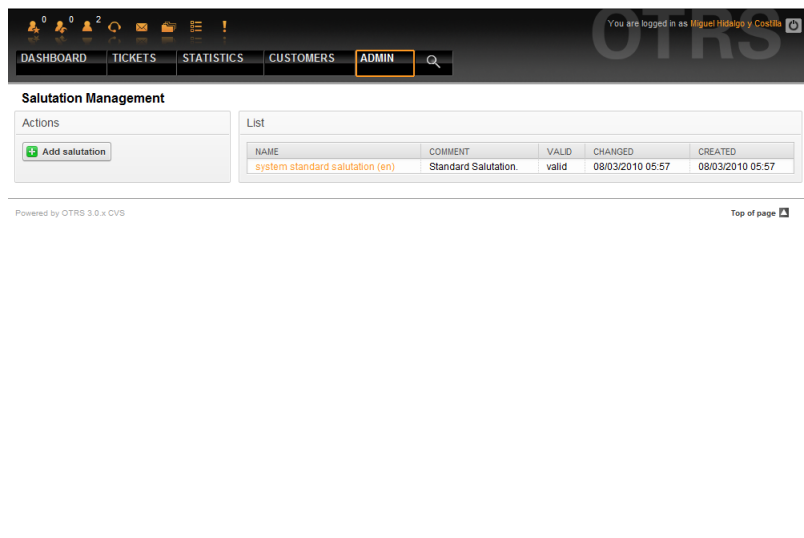 0 0 2 !
OTRS
You are logged in as Miguel Hidalgo y Costilla
DASHBOARD TICKETS STATISTICS CUSTOMERS ADMIN
Salutation Management
Actions
Add salutation
List
NAME COMMENT VALID CHANGED CREATED
system standard salutation (en) Standard Salutation. valid 08/03/2010 05:57 08/03/2010 05:57
Powered by OTRS 3.0.x CVS
Top of page